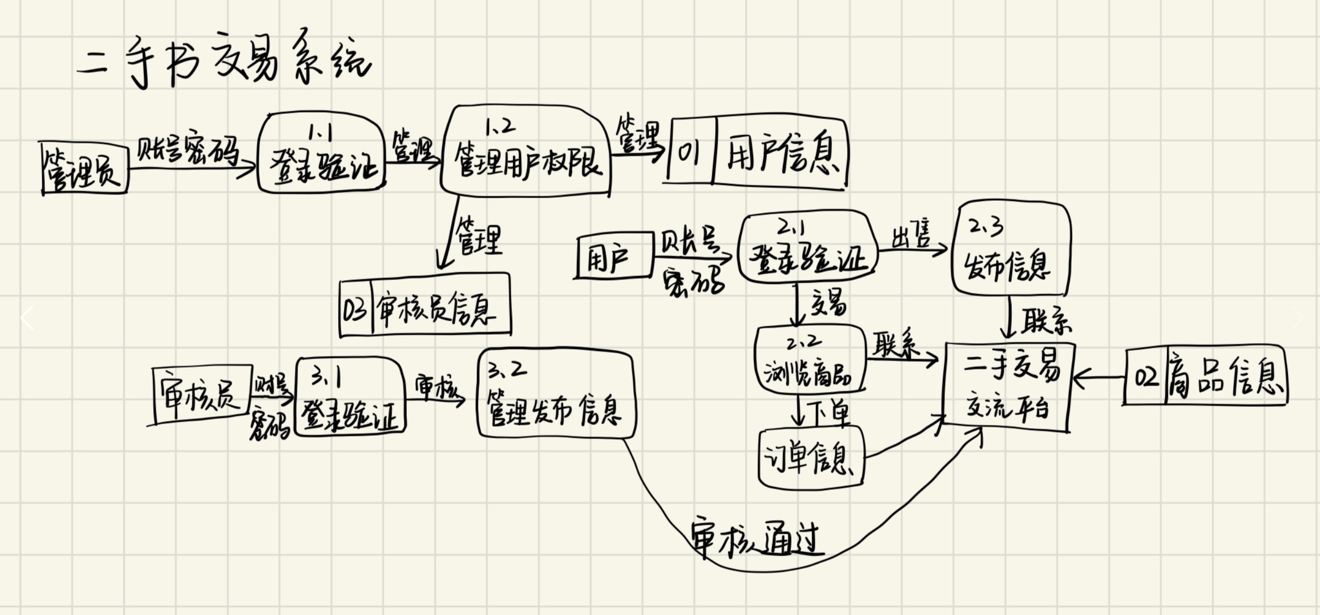 二手书交易系统
管理员
账号密码
1.1
登录验证
管理
1.2
管理用户权限
管理
01
用户信息
管理
03
审核员信息
用户
账号
密码
2.1
登录验证
出售
2.3
发布信息
交易
联系
2.2
浏览商品
联系
二手交易
交流平台
02
商品信息
下单
订单信息
审核员
账号
密码
3.1
登录验证
审核
3.2
管理发布信息
审核通过